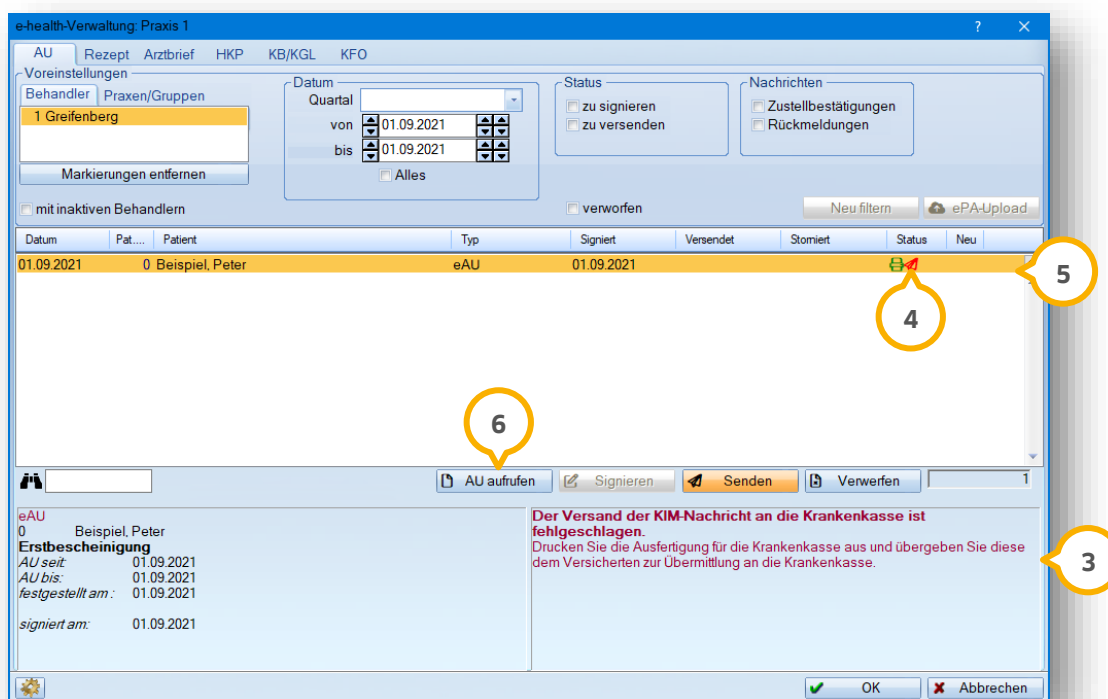 e-health-Verwaltung: Praxis 1 ?
AU Rezept Arztbrief HKP KB/KGL KFO
Voreinstellungen
Behandler Praxen/Gruppen
1 Greifenberg
Markierungen entfernen
mit inaktiven Behandlern
Datum
Quartal
von 01.09.2021
bis 01.09.2021
Alles
Status
zu signieren
zu versenden
verworfen
Nachrichten
Zustellbestätigungen
Rückmeldungen
Neu filtern ePA-Upload
Datum Pat.... Patient Typ Signiert Versendet Storniert Status Neu
01.09.2021 0 Beispiel, Peter eAU 01.09.2021
5
4
6
AU aufrufen Signieren Senden Verwerfen 1
eAU
0 Beispiel, Peter
Erstbescheinigung
AU seit: 01.09.2021
AU bis: 01.09.2021
festgestellt am : 01.09.2021
signiert am: 01.09.2021
Der Versand der KIM-Nachricht an die Krankenkasse ist
fehlgeschlagen.
Drucken Sie die Ausfertigung für die Krankenkasse aus und übergeben Sie diese
dem Versicherten zur Übermittlung an die Krankenkasse.
3
OK Abbrechen